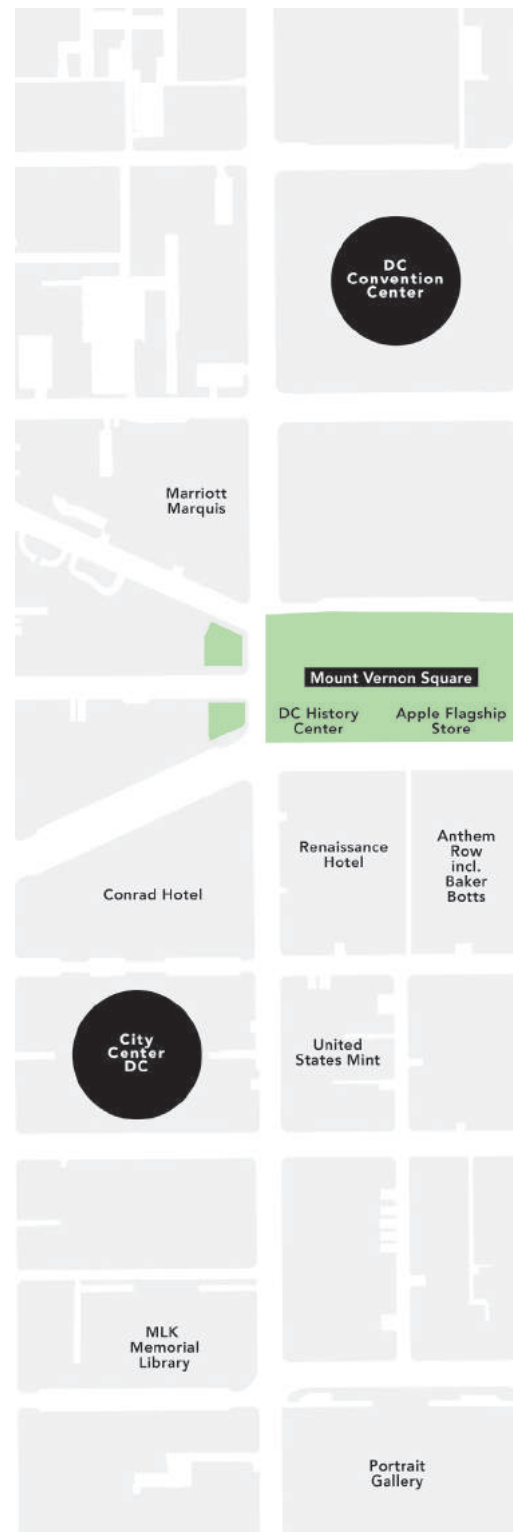 DC
Convention
Center
Marriott
Marquis
Mount Vernon Square
DC History
Center
Apple Flagship
Store
Renaissance
Hotel
Anthem
Row
incl.
Baker
Botts
Conrad Hotel
City
Center
DC
United
States Mint
MLK
Memorial
Library
Portrait
Gallery